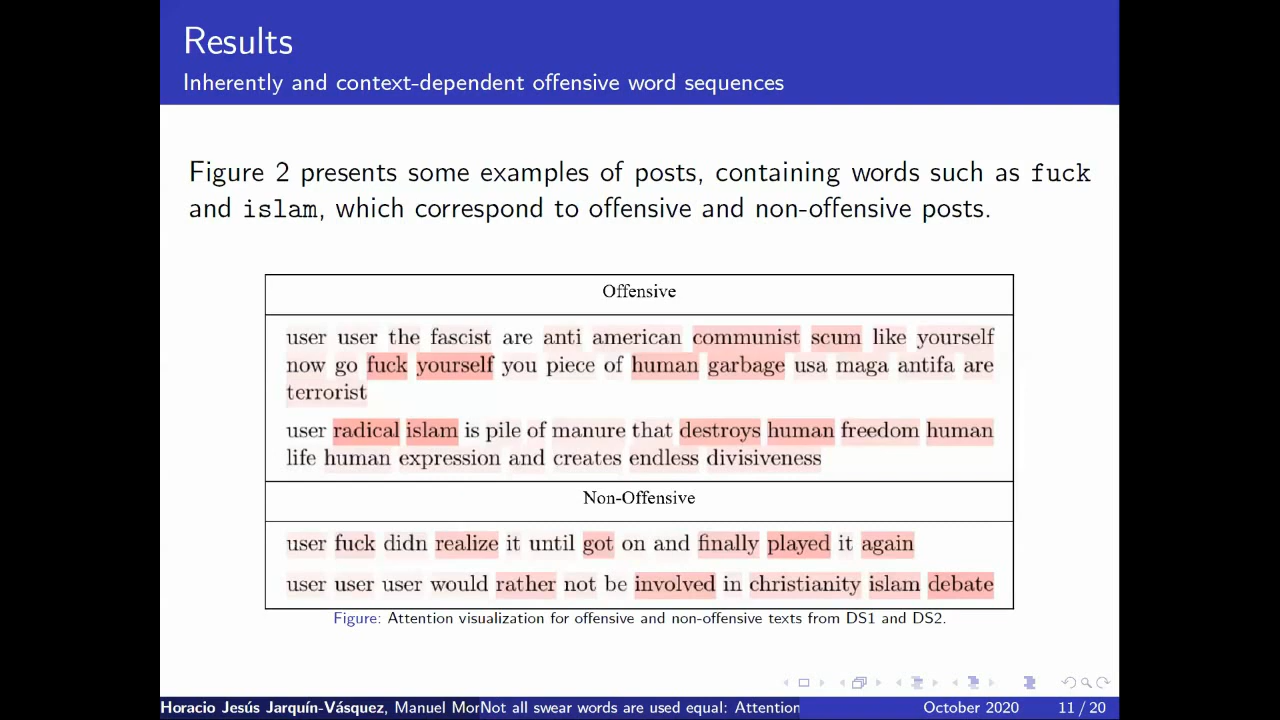 Results
Inherently and context-dependent offensive word sequences
Figure 2 presents some examples of posts, containing words such as fuck
and islam, which correspond to offensive and non-offensive posts.
Offensive
user user the fascist are anti american communist scum like yourself
now go fuck yourself you piece of human garbage usa maga antifa are
terrorist
user radical islam is pile of manure that destroys human freedom human
life human expression and creates endless divisiveness
Non-Offensive
user fuck didn realize it until got on and finally played it again
user user user would rather not be involved in christianity islam debate
Figure: Attention visualization for offensive and non-offensive texts from DS1 and DS2.
Horacio Jesús Jarquín-Vásquez, Manuel Mor Not all swear words are used equal: Attention October 2020 11 / 20